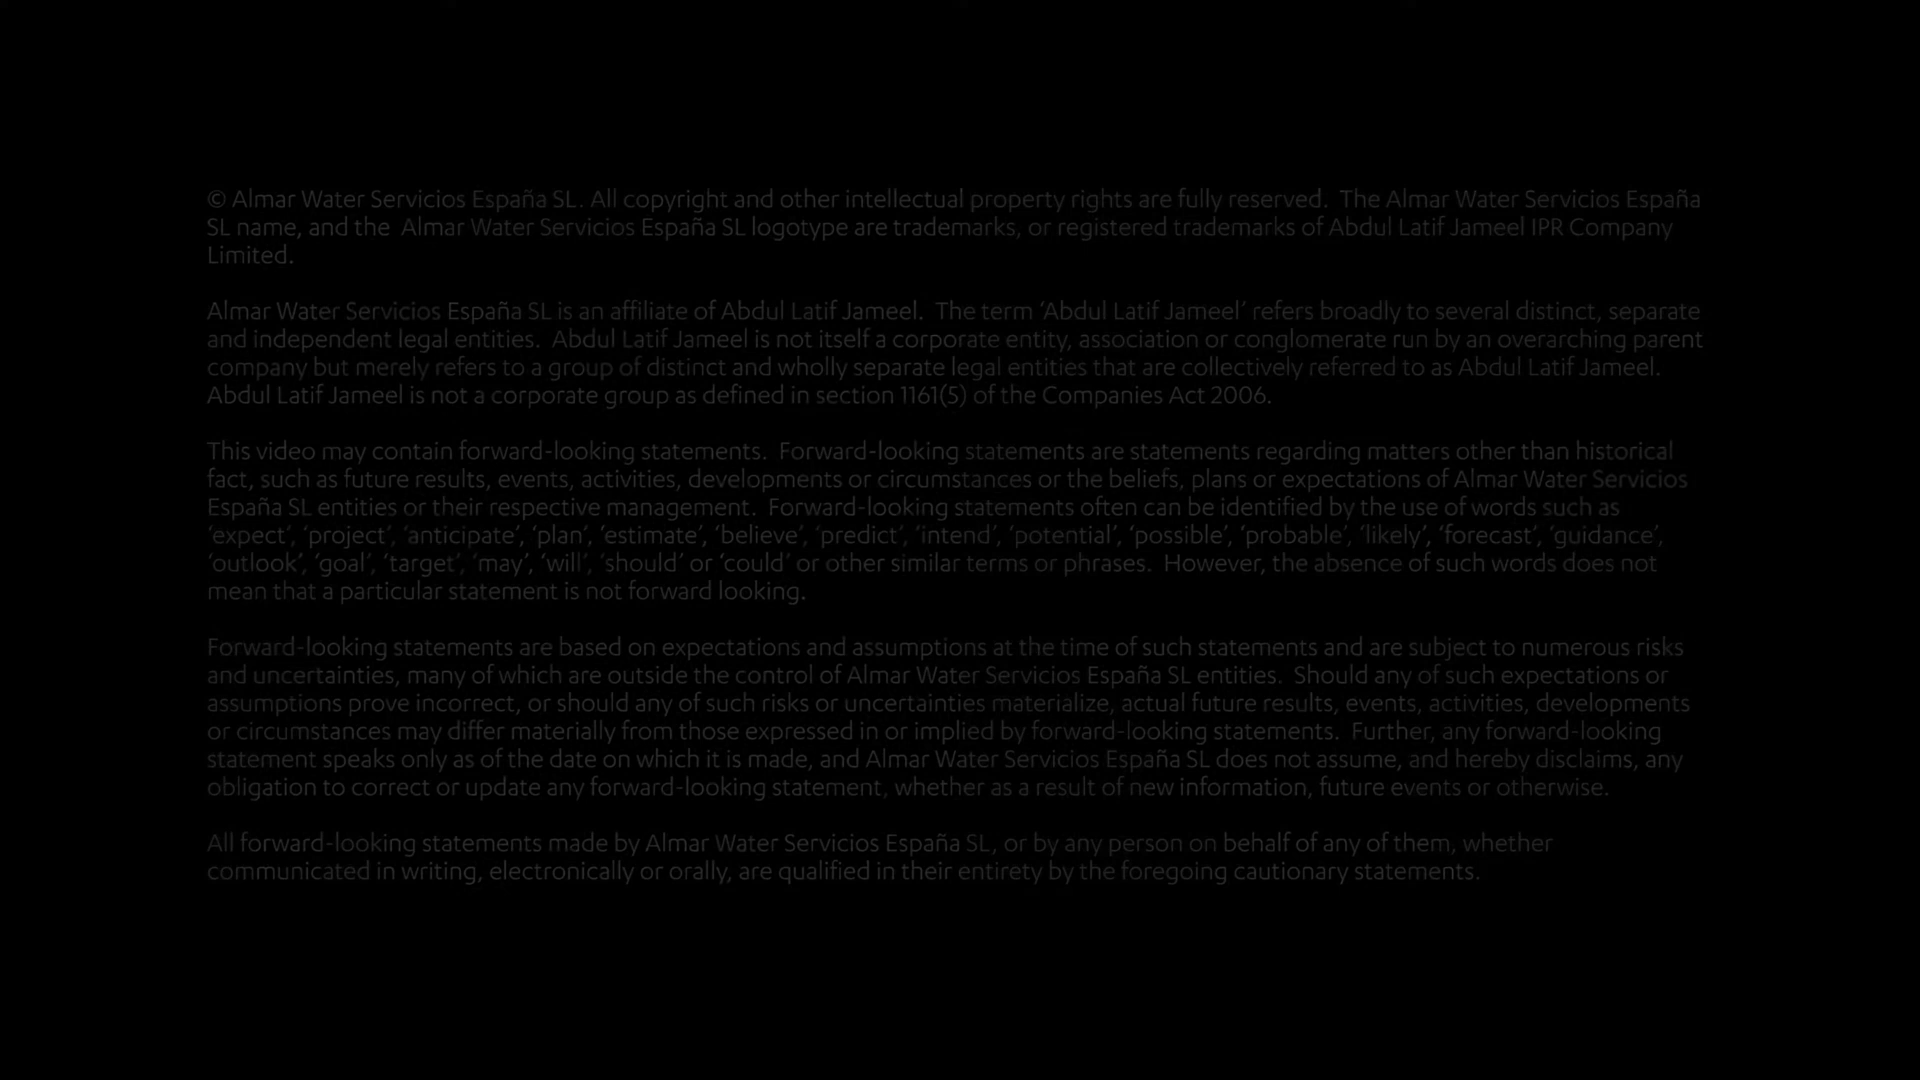 © Almar Water Servicios España SL. All copyright and other intellectual property rights are fully reserved.  The Almar Water Servicios España
SL name, and the  Almar Water Servicios España SL logotype are trademarks, or registered trademarks of Abdul Latif Jameel IPR Company
Limited.
Almar Water Servicios España SL is an affiliate of Abdul Latif Jameel.  The term ‘Abdul Latif Jameel’ refers broadly to several distinct, separate
and independent legal entities.  Abdul Latif Jameel is not itself a corporate entity, association or conglomerate run by an overarching parent
company but merely refers to a group of distinct and wholly separate legal entities that are collectively referred to as Abdul Latif Jameel.
Abdul Latif Jameel is not a corporate group as defined in section 1161(5) of the Companies Act 2006.
This video may contain forward-looking statements.  Forward-looking statements are statements regarding matters other than historical
fact, such as future results, events, activities, developments or circumstances or the beliefs, plans or expectations of Almar Water Servicios
España SL entities or their respective management.  Forward-looking statements often can be identified by the use of words such as
‘expect’, ‘project’, ‘anticipate’, ‘plan’, ‘estimate’, ‘believe’, ‘predict’, ‘intend’, ‘potential’, ‘possible’, ‘probable’, ‘likely’, ‘forecast’, ‘guidance’,
‘outlook’, ‘goal’, ‘target’, ‘may’, ‘will’, ‘should’ or ‘could’ or other similar terms or phrases.  However, the absence of such words does not
mean that a particular statement is not forward looking.
Forward-looking statements are based on expectations and assumptions at the time of such statements and are subject to numerous risks
and uncertainties, many of which are outside the control of Almar Water Servicios España SL entities.  Should any of such expectations or
assumptions prove incorrect, or should any of such risks or uncertainties materialize, actual future results, events, activities, developments
or circumstances may differ materially from those expressed in or implied by forward-looking statements.  Further, any forward-looking
statement speaks only as of the date on which it is made, and Almar Water Servicios España SL does not assume, and hereby disclaims, any
obligation to correct or update any forward-looking statement, whether as a result of new information, future events or otherwise.
All forward-looking statements made by Almar Water Servicios España SL, or by any person on behalf of any of them, whether
communicated in writing, electronically or orally, are qualified in their entirety by the foregoing cautionary statements.